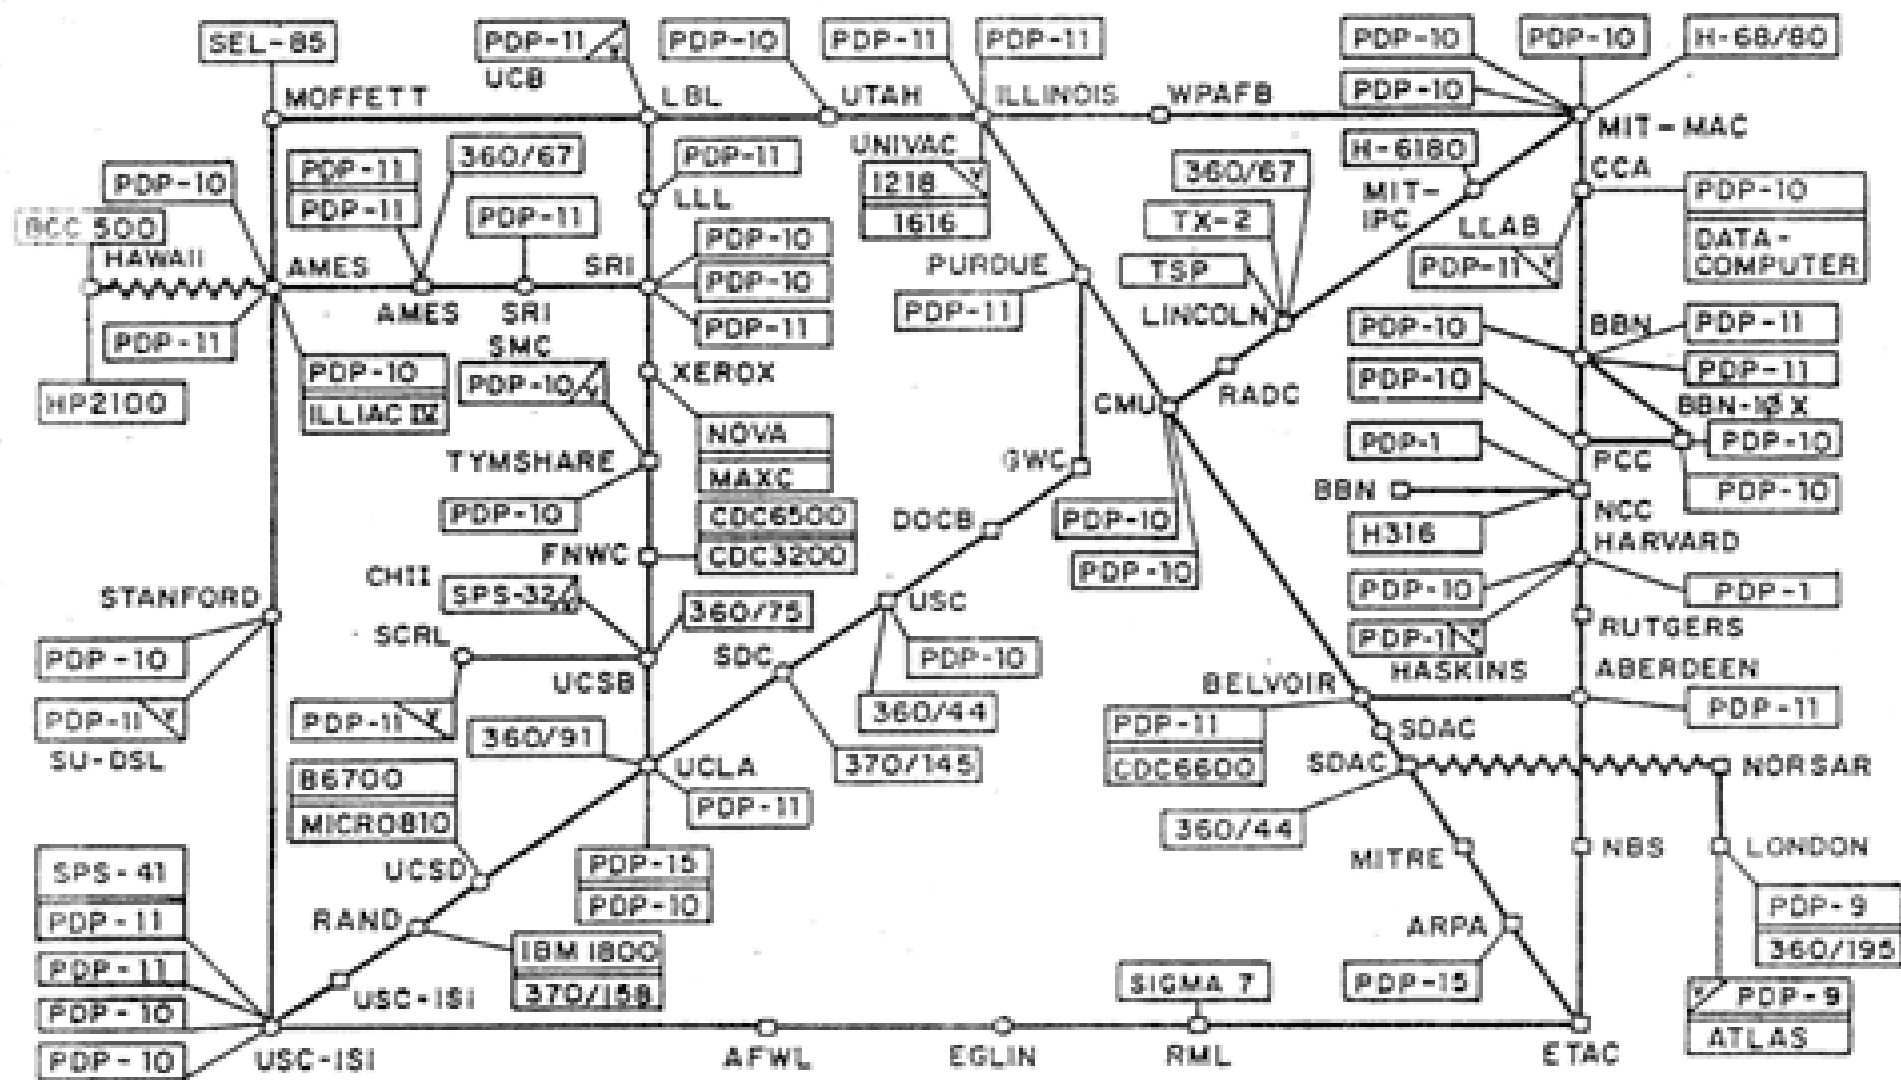 SEL-85
PDP-11
UCB
PDP-10
PDP-11
PDP-11
PDP-10
PDP-10
PDP-10
H-68/80
MOFFETT
LBL
UTAH
ILLINOIS
WPAFB
MIT-MAC
UNIVAC
1218
1616
H-6180
MIT-
IPC
CCA
PDP-10
DATA-
COMPUTER
LLAB
PDP-11
PDP-10
PDP-11
PDP-11
360/67
PDP-11
PDP-11
LLL
360/67
TX-2
TSP
LINCOLN
BCC 500
HAWAII
AMES
AMES
SRI
SRI
PDP-10
PDP-10
PDP-11
PURDUE
PDP-11
PDP-11
HP2100
PDP-10
ILLIAC IV
SMC
PDP-10
XEROX
NOVA
MAXC
CMU
RADC
PDP-10
BBN
PDP-11
PDP-11
PDP-10
BBN-10X
PDP-10
PDP-10
PCC
TYMSHARE
PDP-10
GWC
DOCB
PDP-10
PDP-10
PDP-1
BBN
H316
NCC
HARVARD
CDC6500
CDC3200
FNWC
CHII
SPS-32
360/75
USC
PDP-10
360/44
PDP-10
PDP-11
PDP-1
RUTGERS
HASKINS
ABERDEEN
PDP-11
STANFORD
PDP-10
PDP-11
SU-DSL
SCRL
PDP-11
UCSB
SDC
370/145
360/91
UCLA
PDP-11
BELVOIR
PDP-11
CDC6600
SDAC
SDAC
NORSAR
360/44
B6700
MICRO810
UCSD
PDP-15
PDP-10
MITRE
NBS
LONDON
PDP-9
360/195
SPS-41
PDP-11
PDP-11
PDP-10
PDP-10
RAND
IBM 1800
370/158
USC-ISI
ARPA
PDP-15
SIGMA 7
PDP-9
ATLAS
USC-ISI
AFWL
EGLIN
RML
ETAC